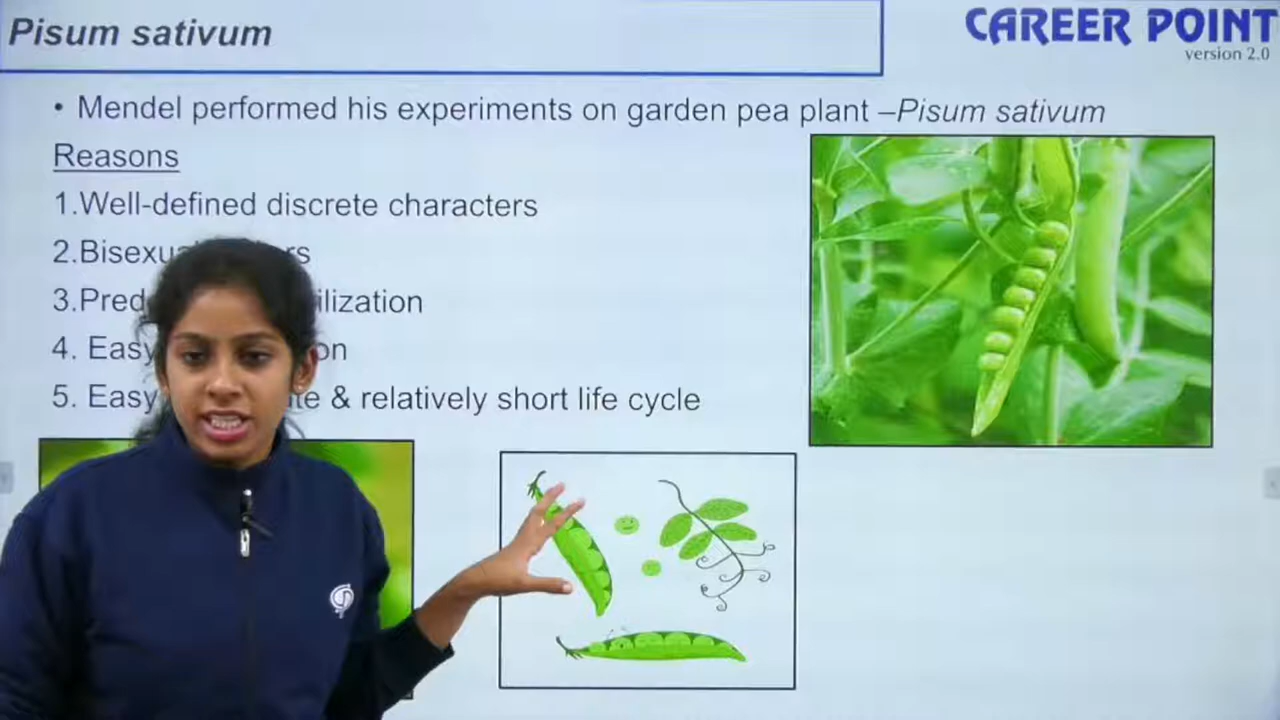 Pisum sativum
CAREER POINT
version 2.0
• Mendel performed his experiments on garden pea plant –Pisum sativum
Reasons
1.Well-defined discrete characters
2.Bisexu rs
3.Pred ilization
4. Easy on
5. Easy te & relatively short life cycle